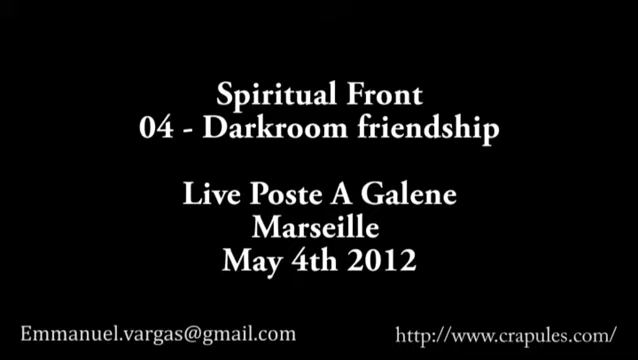 Spiritual Front
04 - Darkroom friendship
Live Poste A Galene
Marseille
May 4th 2012
Emmanuel.vargas@gmail.com
http://www.crapules.com/